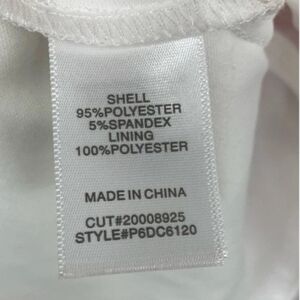 SHELL
95%POLYESTER
5%SPANDEX
LINING
100%POLYESTER
MADE IN CHINA
CUT#20008925
STYLE#P6DC6120